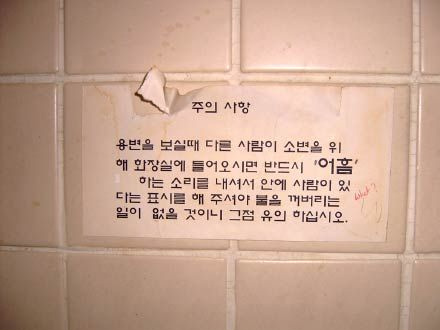 주의 사항
용변을 보실때 다른 사람이 소변을 위
해 화장실에 들어오시면 반드시 '어흠'
하는 소리를 내셔서 안에 사람이 있
다는 표시를 해 주셔야 불을 꺼버리는
일이 없을 것이니 그점 유의 하십시오.
what?